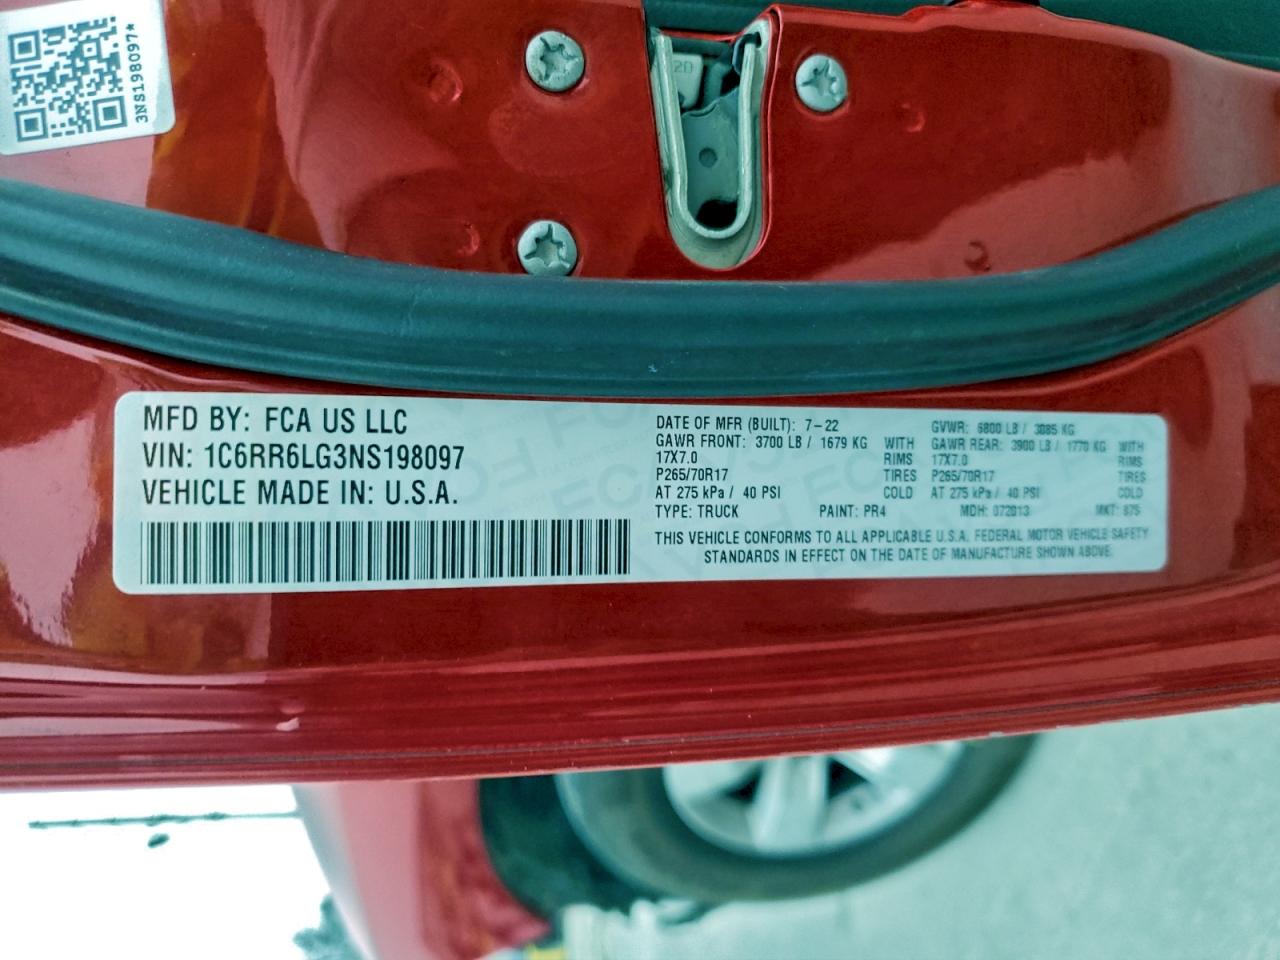 3NS198097*
20
MFD BY: FCA US LLC
VIN: 1C6RR6LG3NS198097
VEHICLE MADE IN: U.S.A.
DATE OF MFR (BUILT): 7-22 GVWR: 6800 LB / 3085 KG
GAWR FRONT: 3700 LB / 1679 KG WITH GAWR REAR: 3900 LB / 1770 KG WITH
17X7.0 RIMS 17X7.0 RIMS
P265/70R17 TIRES P265/70R17 TIRES
AT 275 kPa / 40 PSI COLD AT 275 kPa / 40 PSI COLD
TYPE: TRUCK PAINT: PR4 MDH: 072013 MKT: 875
THIS VEHICLE CONFORMS TO ALL APPLICABLE U.S.A. FEDERAL MOTOR VEHICLE SAFETY
STANDARDS IN EFFECT ON THE DATE OF MANUFACTURE SHOWN ABOVE.